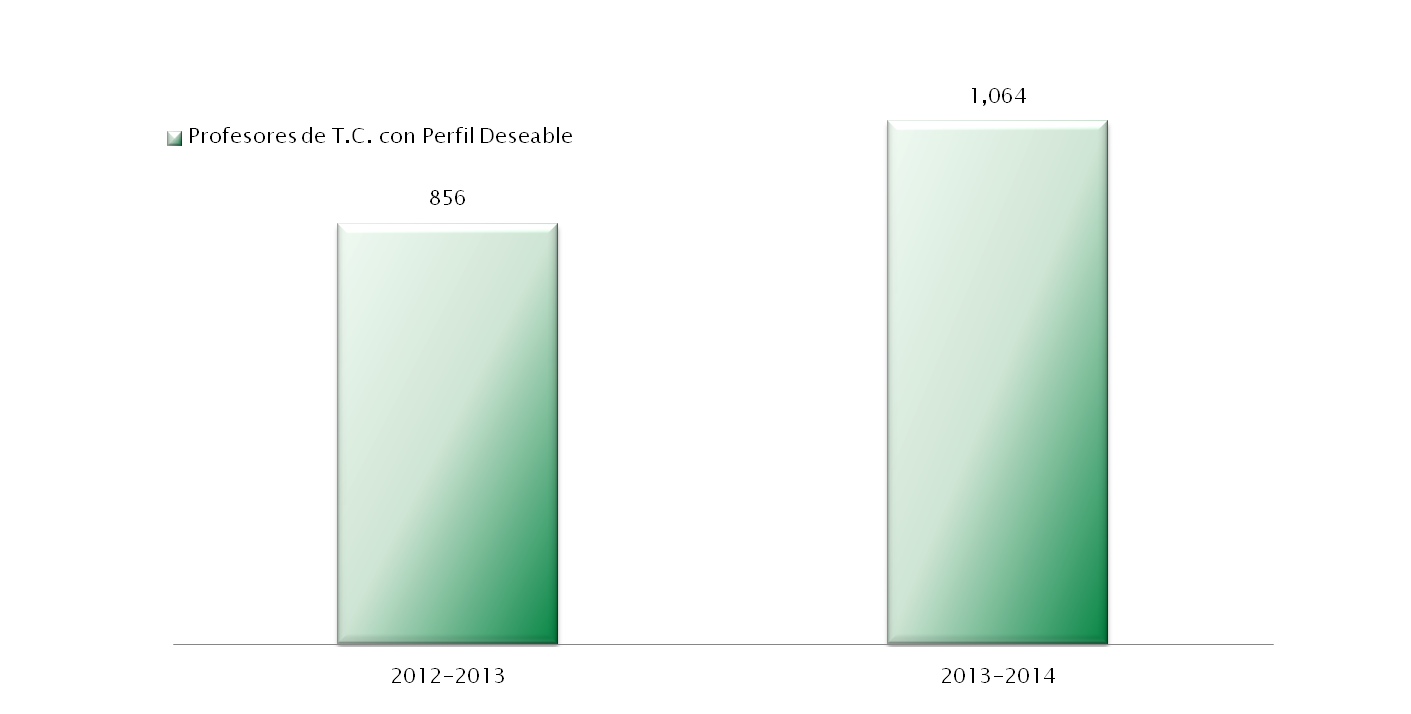 1,064
Profesores de T.C. con Perfil Deseable
856
2012-2013
2013-2014